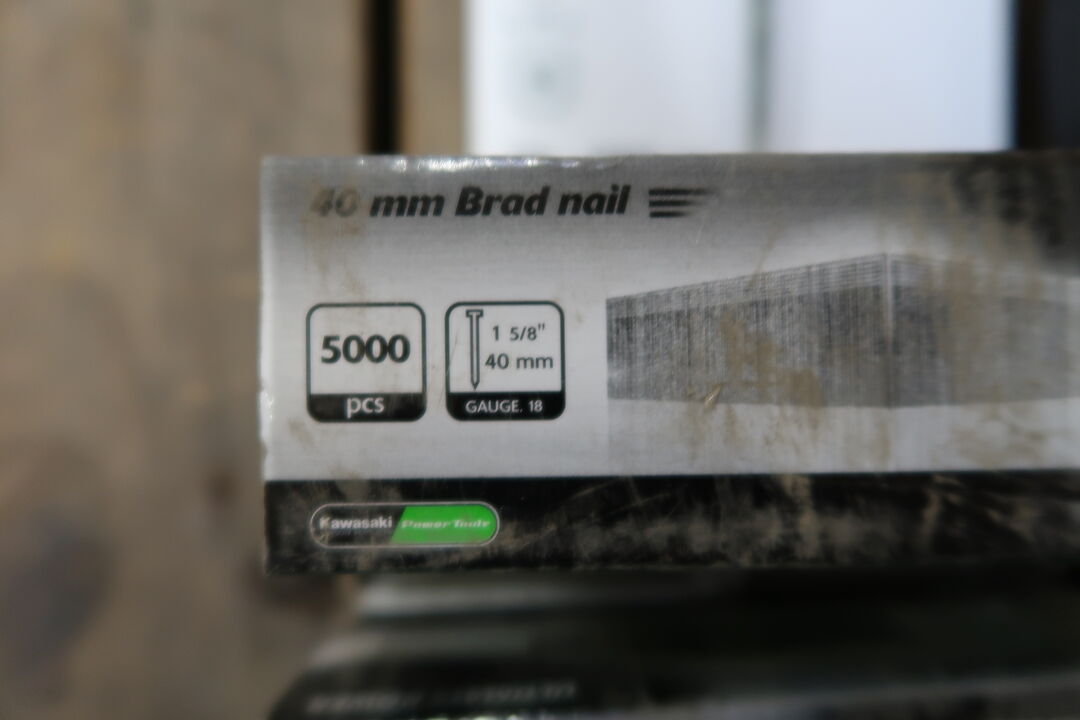 40 mm Brad nail
5000
pcs
1 5/8"
40 mm
GAUGE. 18
Kawasaki Power Tools